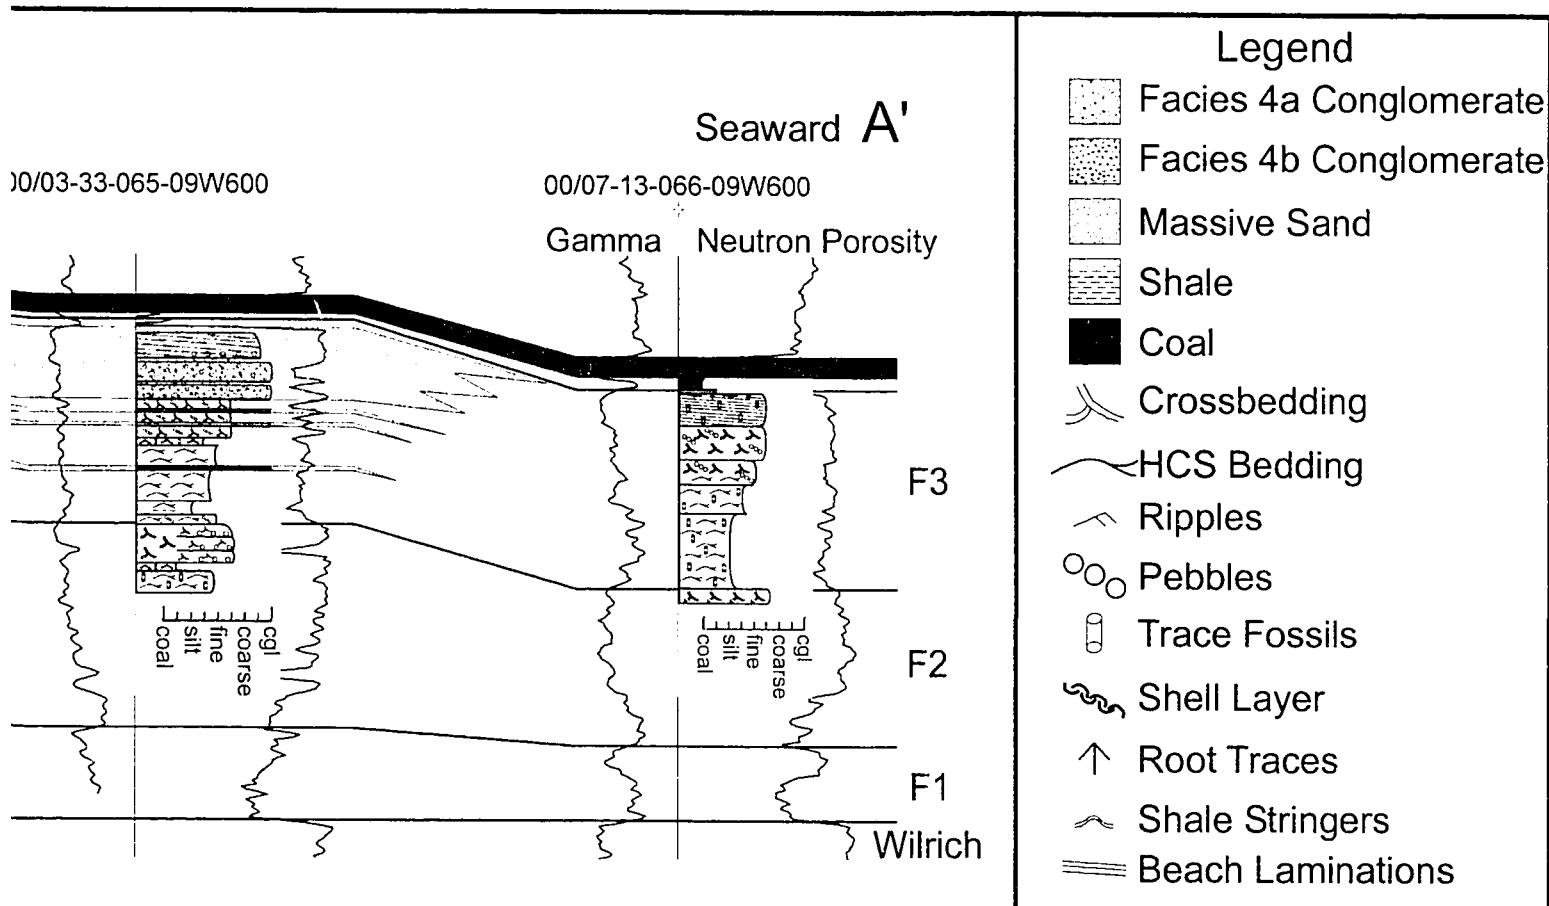 Seaward A'
00/03-33-065-09W600
00/07-13-066-09W600
Gamma
Neutron Porosity
F3
F2
F1
Wilrich
coal
silt
fine
coarse
cgl
coal
silt
fine
coarse
cgl
Legend
Facies 4a Conglomerate
Facies 4b Conglomerate
Massive Sand
Shale
Coal
Crossbedding
HCS Bedding
Ripples
Pebbles
Trace Fossils
Shell Layer
Root Traces
Shale Stringers
Beach Laminations